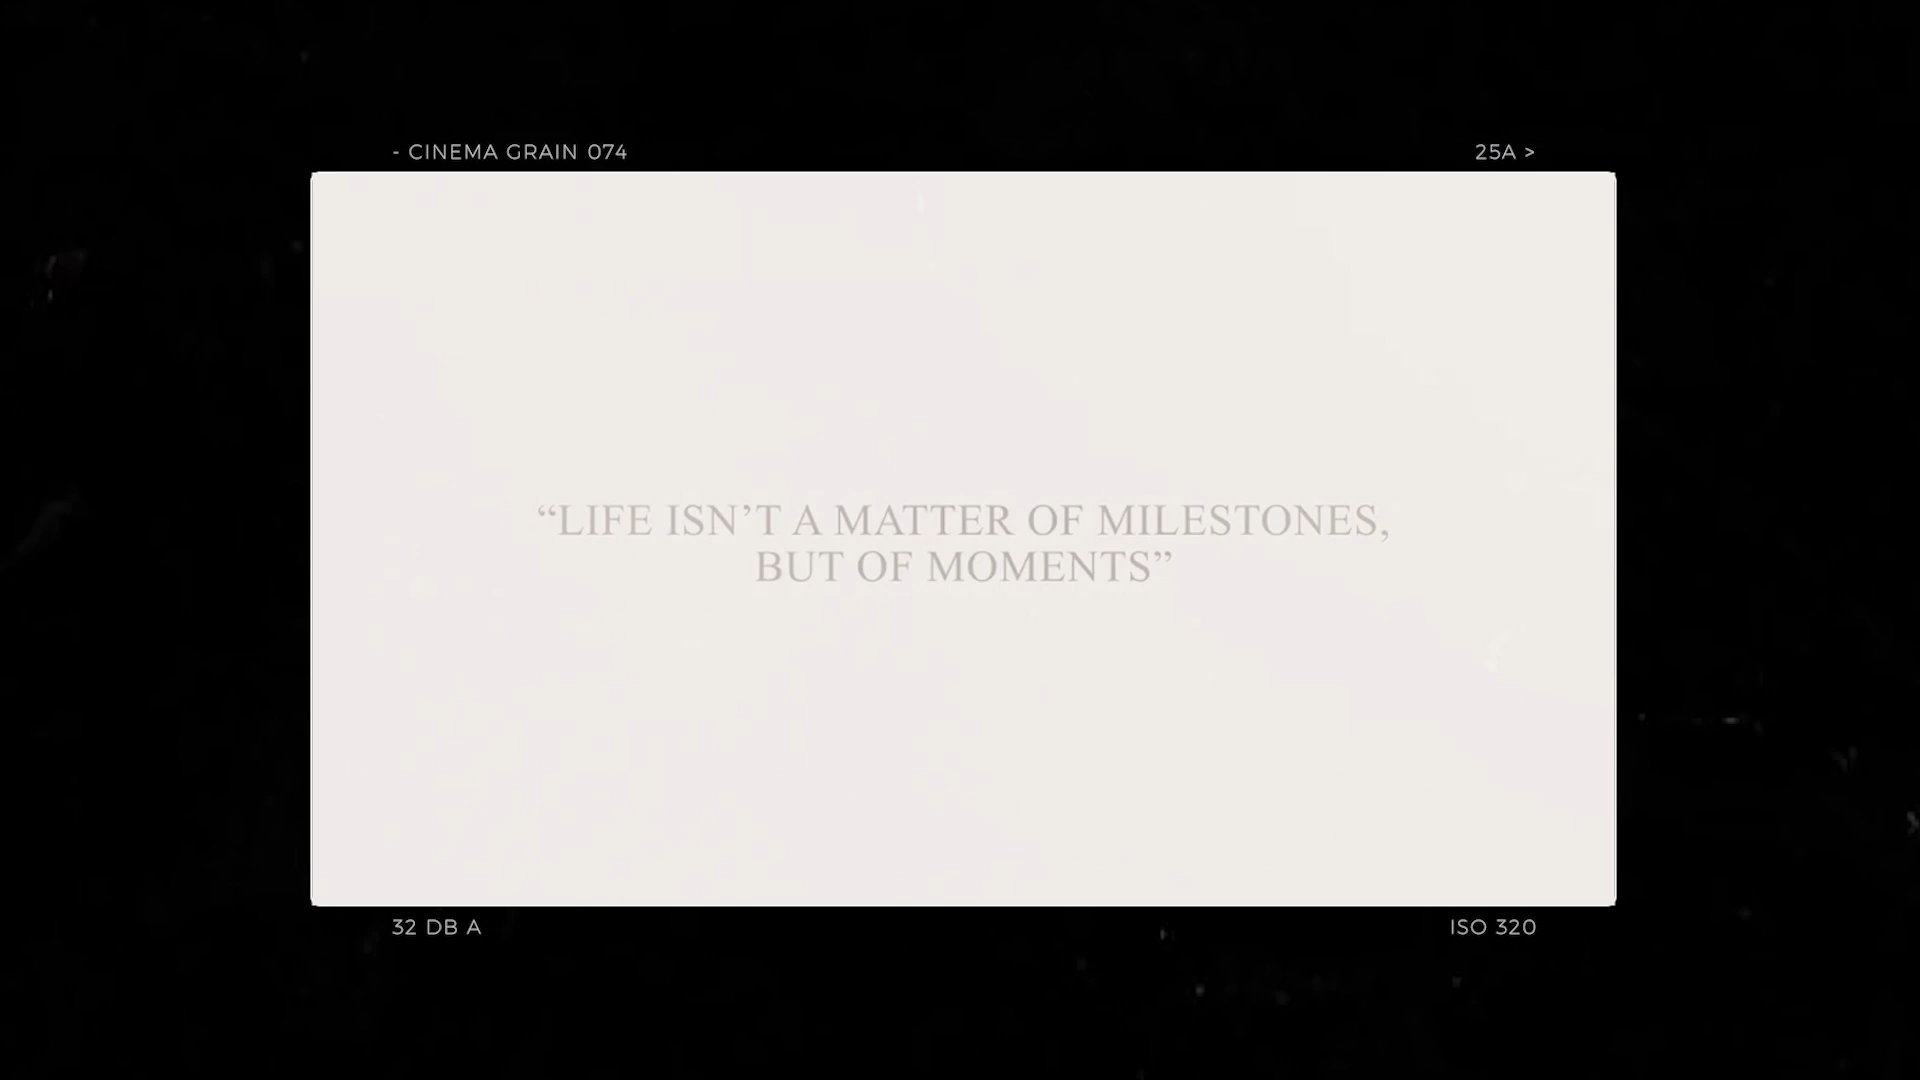 - CINEMA GRAIN 074
25A >
“LIFE ISN’T A MATTER OF MILESTONES,
BUT OF MOMENTS”
32 DB A
ISO 320